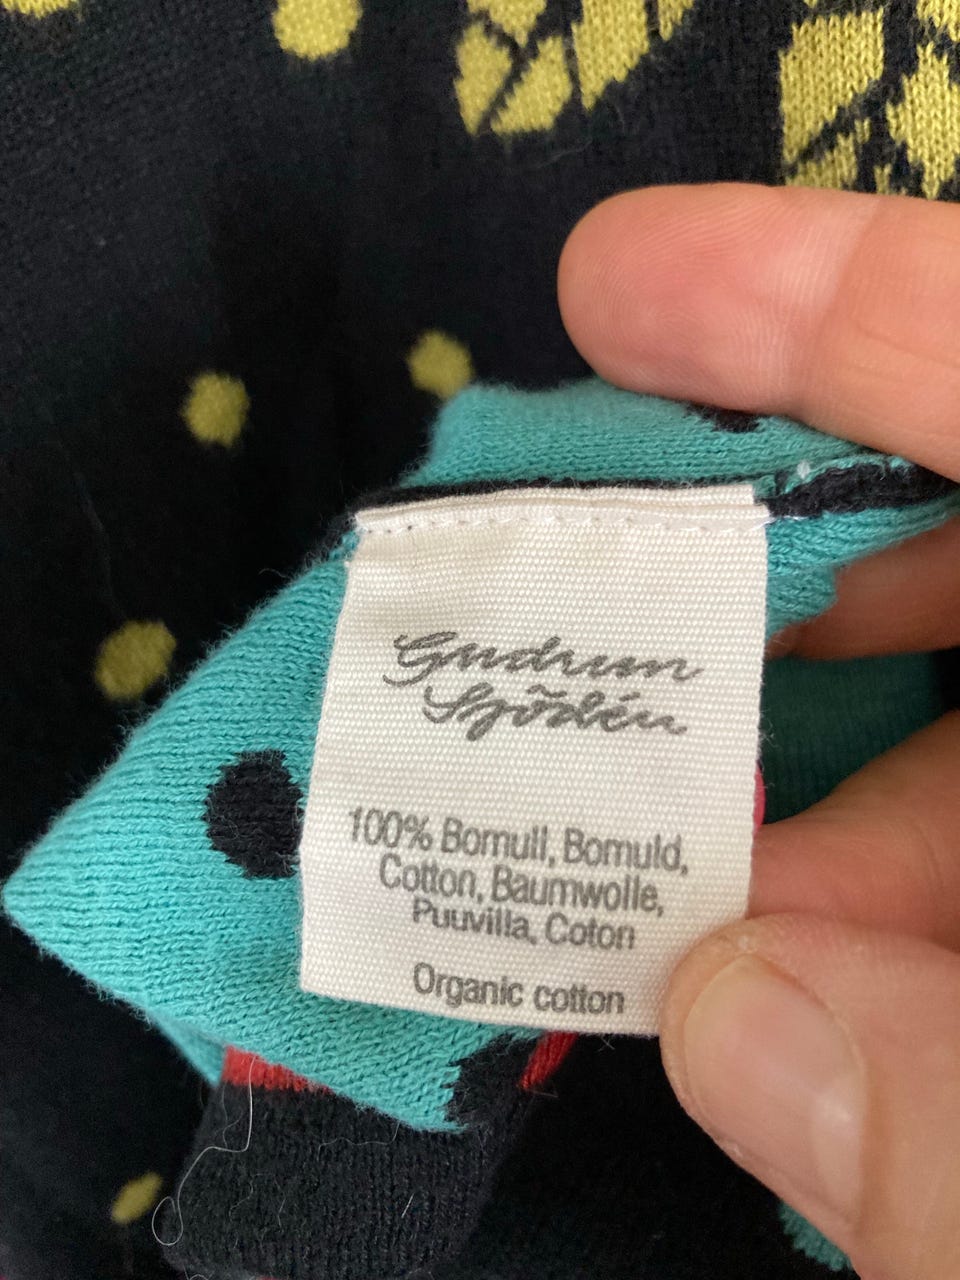 Gudrun
Sjödén
100% Bomull, Bomuld,
Cotton, Baumwolle,
Puuvilla, Coton
Organic cotton